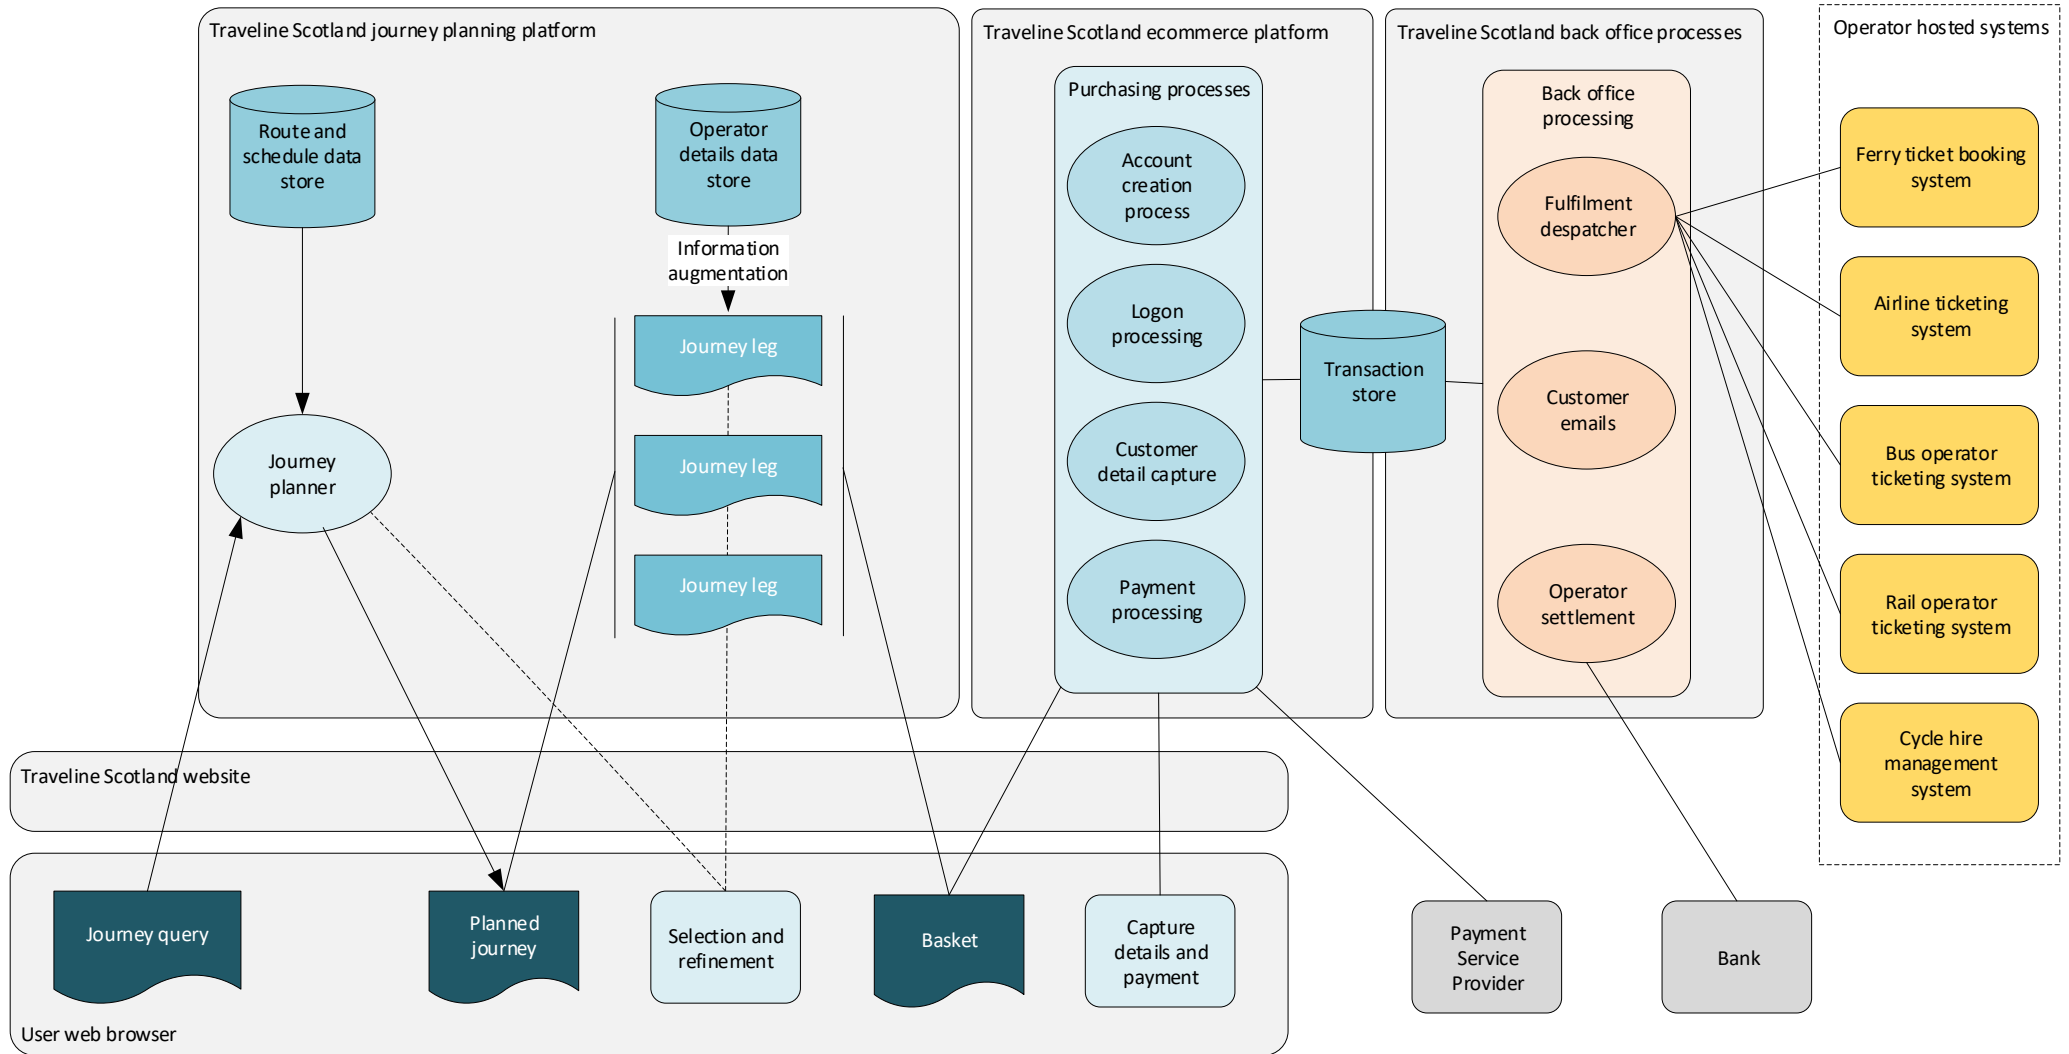 Traveline Scotland journey planning platform
Route and
schedule data
store
Operator
details data
store
Information
augmentation
Journey leg
Journey leg
Journey leg
Journey
planner
Traveline Scotland ecommerce platform
Purchasing processes
Account
creation
process
Logon
processing
Customer
detail capture
Payment
processing
Transaction
store
Traveline Scotland back office processes
Back office
processing
Fulfilment
despatcher
Customer
emails
Operator
settlement
Operator hosted systems
Ferry ticket booking
system
Airline ticketing
system
Bus operator
ticketing system
Rail operator
ticketing system
Cycle hire
management
system
Traveline Scotland website
Journey query
Planned
journey
Selection and
refinement
Basket
Capture
details and
payment
Payment
Service
Provider
Bank
User web browser